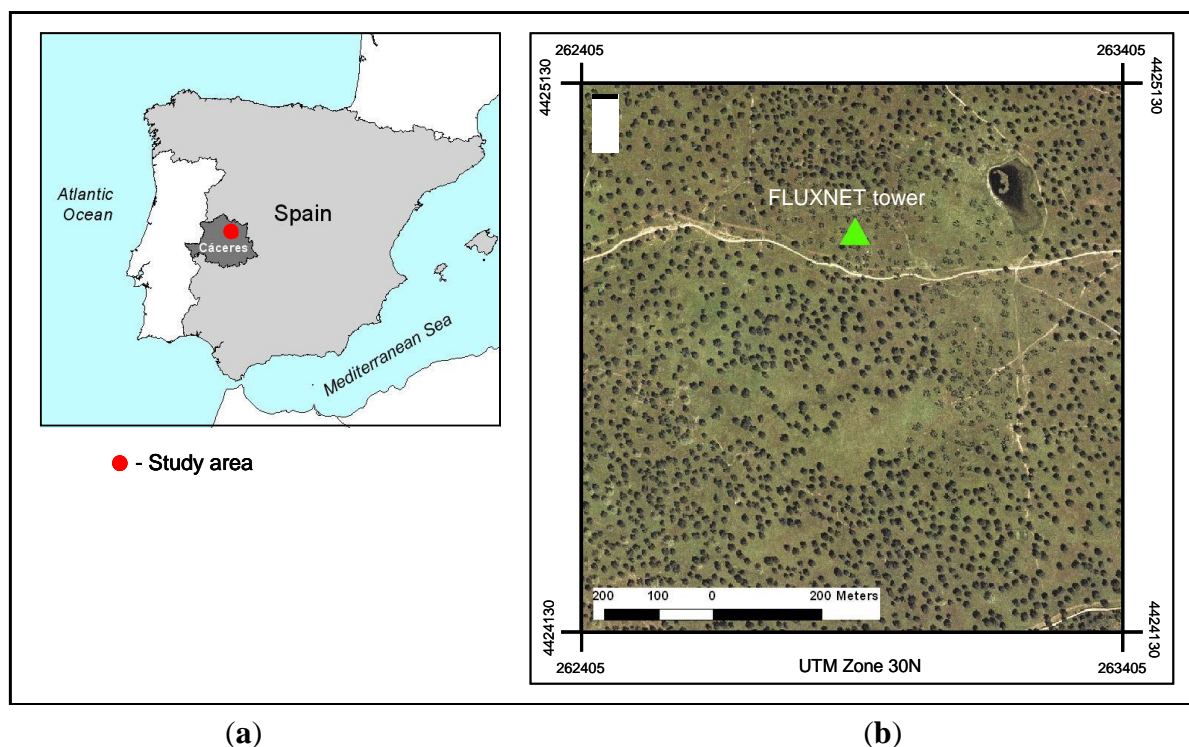 Atlantic
Ocean
Spain
Cáceres
Mediterranean Sea
- Study area
262405
263405
4425130
4425130
FLUXNET tower
200 100 0 200 Meters
4424130
4424130
262405
UTM Zone 30N
263405
(a)
(b)